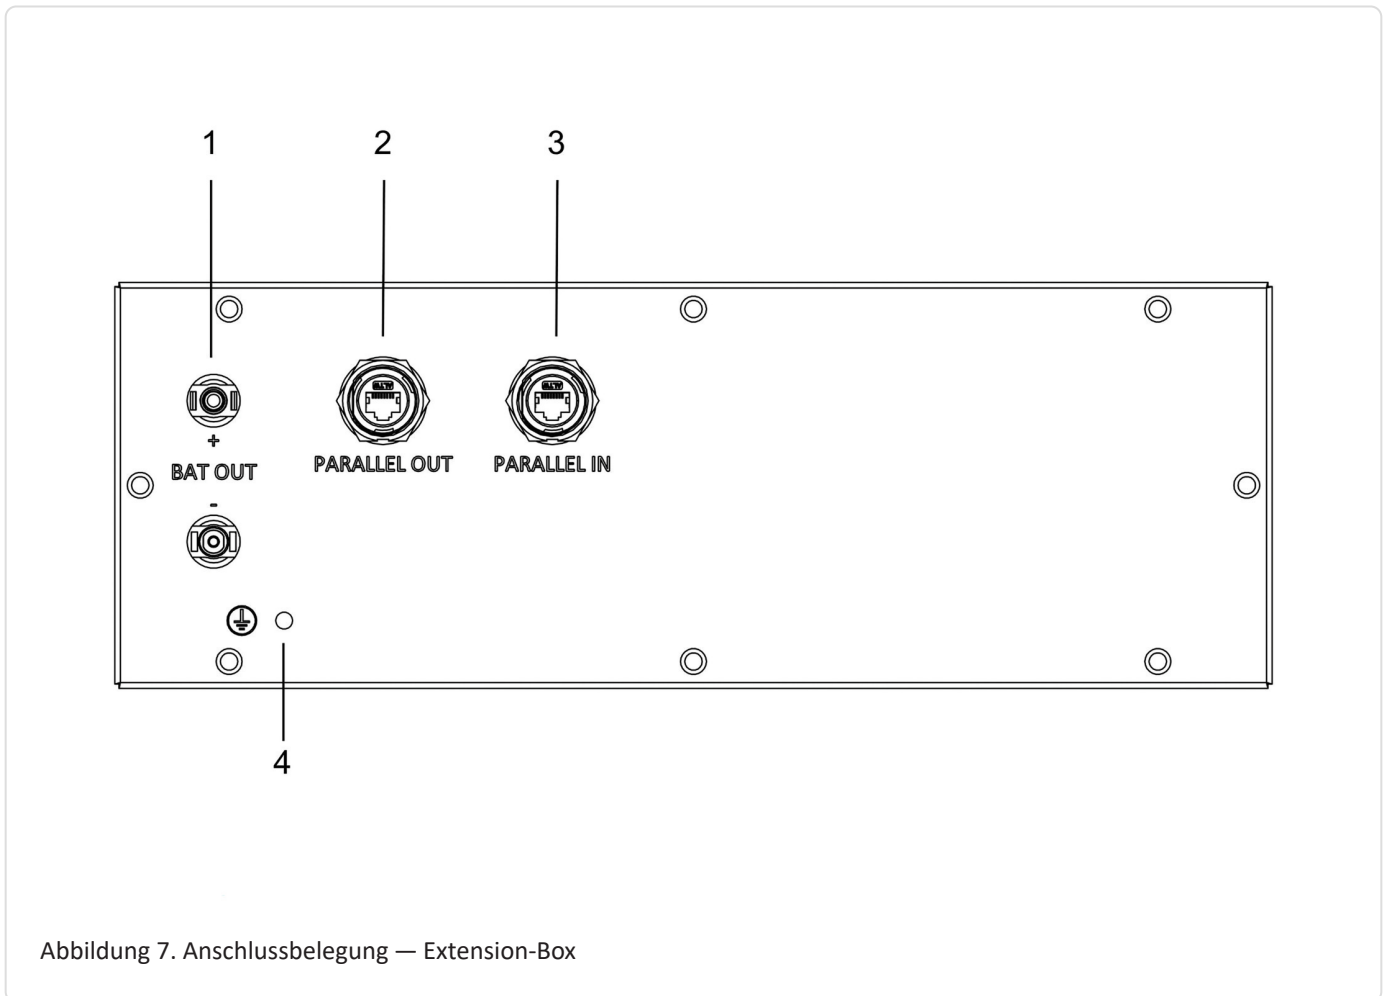 1 2 3
+
BAT OUT PARALLEL OUT PARALLEL IN
-
4
Abbildung 7. Anschlussbelegung — Extension-Box